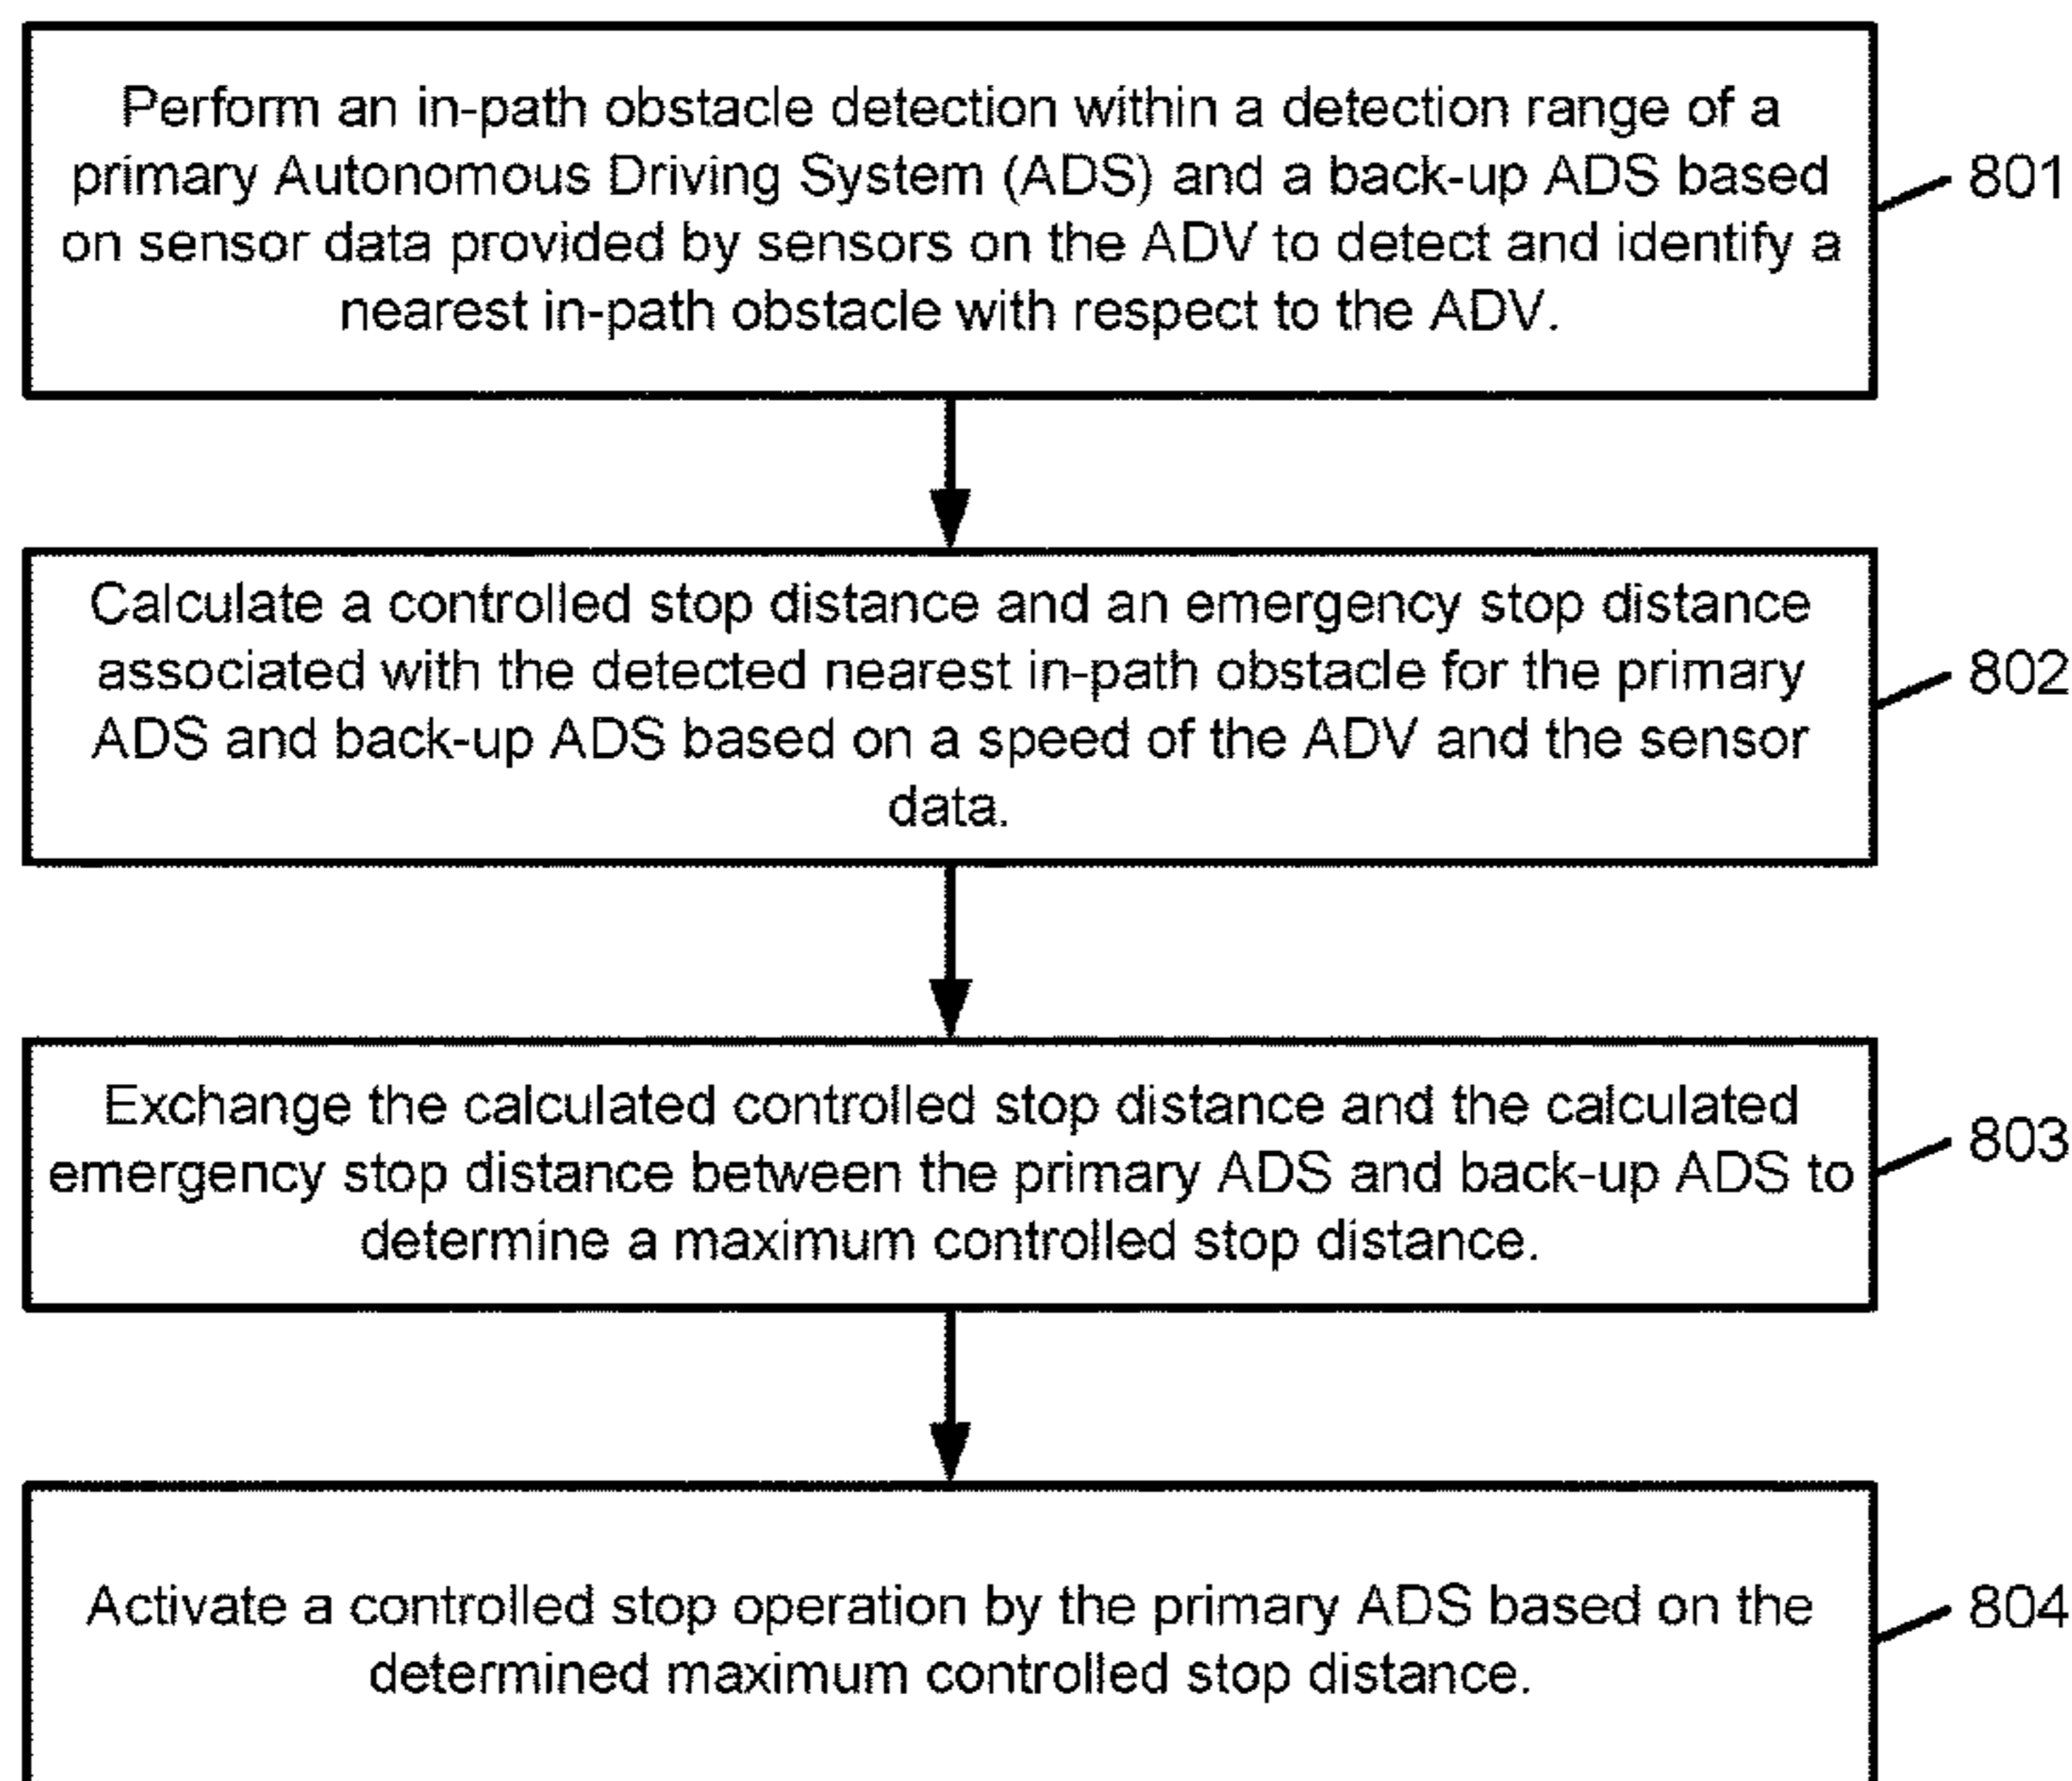 Perform an in-path obstacle detection within a detection range of a
primary Autonomous Driving System (ADS) and a back-up ADS based
on sensor data provided by sensors on the ADV to detect and identify a
nearest in-path obstacle with respect to the ADV.
801
Calculate a controlled stop distance and an emergency stop distance
associated with the detected nearest in-path obstacle for the primary
ADS and back-up ADS based on a speed of the ADV and the sensor
data.
802
Exchange the calculated controlled stop distance and the calculated
emergency stop distance between the primary ADS and back-up ADS to
determine a maximum controlled stop distance.
803
Activate a controlled stop operation by the primary ADS based on the
determined maximum controlled stop distance.
804